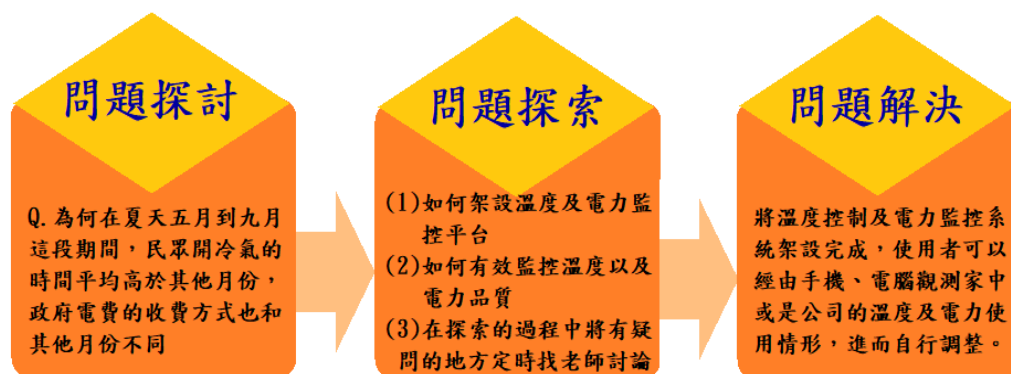 問題探討
Q.為何在夏天五月到九月
這段期間，民眾開冷氣的
時間平均高於其他月份，
政府電費的收費方式也和
其他月份不同
問題探索
(1)如何架設溫度及電力監
控平台
(2)如何有效監控溫度以及
電力品質
(3)在探索的過程中將有疑
問的地方定時找老師討論
問題解決
將溫度控制及電力監控系
統架設完成，使用者可以
經由手機、電腦觀測家中
或是公司的溫度及電力使
用情形，進而自行調整。